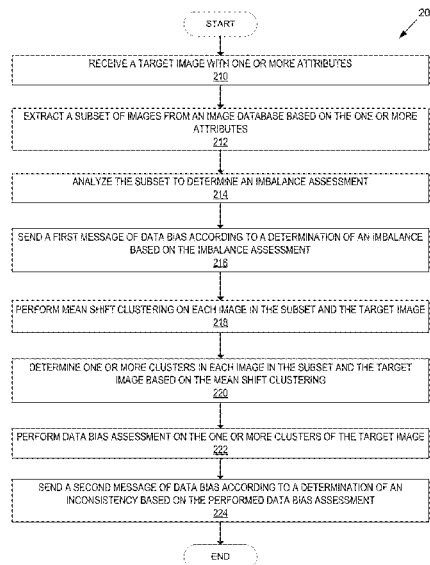 START
20
RECEIVE A TARGET IMAGE WITH ONE OR MORE ATTRIBUTES
210
EXTRACT A SUBSET OF IMAGES FROM AN IMAGE DATABASE BASED ON THE ONE OR MORE
ATTRIBUTES
212
ANALYZE THE SUBSET TO DETERMINE AN IMBALANCE ASSESSMENT
214
SEND A FIRST MESSAGE OF DATA BIAS ACCORDING TO A DETERMINATION OF AN IMBALANCE
BASED ON THE IMBALANCE ASSESSMENT
216
PERFORM MEAN SHIFT CLUSTERING ON EACH IMAGE IN THE SUBSET AND THE TARGET IMAGE
218
DETERMINE ONE OR MORE CLUSTERS IN EACH IMAGE IN THE SUBSET AND THE TARGET
IMAGE BASED ON THE MEAN SHIFT CLUSTERING
220
PERFORM DATA BIAS ASSESSMENT ON THE ONE OR MORE CLUSTERS OF THE TARGET IMAGE
222
SEND A SECOND MESSAGE OF DATA BIAS ACCORDING TO A DETERMINATION OF AN
INCONSISTENCY BASED ON THE PERFORMED DATA BIAS ASSESSMENT
224
END